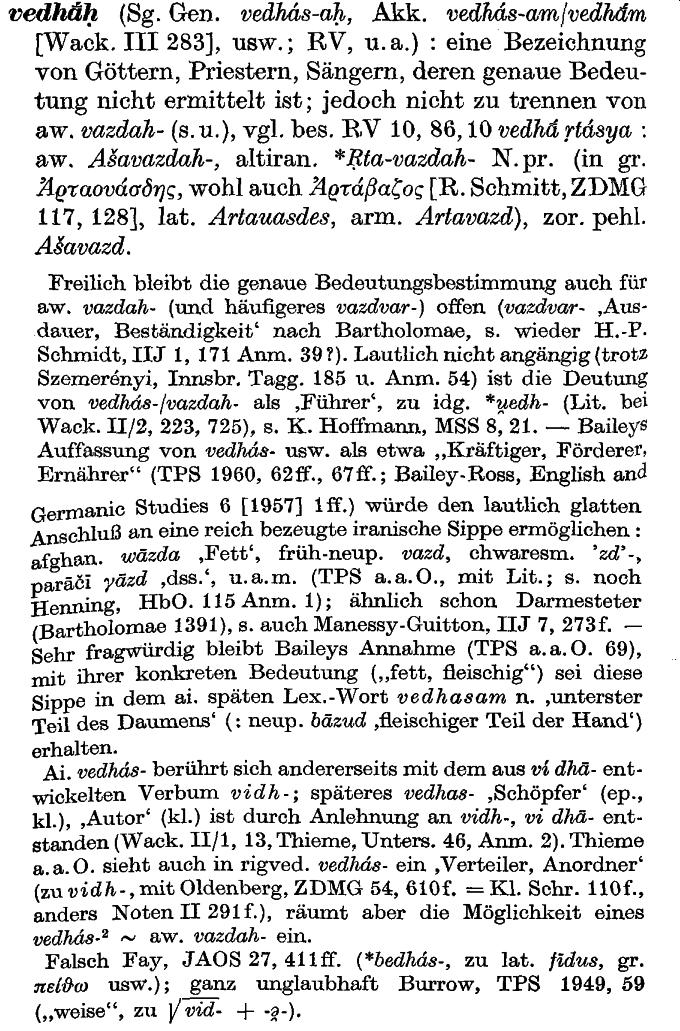 vedhā́ḥ (Sg. Gen. vedhás-aḥ, Akk. vedhás-am/vedhā́m
[Wack. III 283], usw.; RV, u. a.) : eine Bezeichnung
von Göttern, Priestern, Sängern, deren genaue Bedeu-
tung nicht ermittelt ist; jedoch nicht zu trennen von
aw. vazdah- (s. u.), vgl. bes. RV 10, 86, 10 vedhā́ ṛtásya :
aw. Ašavazdah-, altiran. *Ṛta-vazdah- N. pr. (in gr.
Ἀρταουάσδης, wohl auch Ἀρτάβαζος [R. Schmitt, ZDMG
117, 128], lat. Artauasdes, arm. Artavazd), zor. pehl.
Ašavazd.
Freilich bleibt die genaue Bedeutungsbestimmung auch für
aw. vazdah- (und häufigeres vazdvar-) offen (vazdvar- ‚Aus-
dauer, Beständigkeit‘ nach Bartholomae, s. wieder H.-P.
Schmidt, IIJ 1, 171 Anm. 39?). Lautlich nicht angängig (trotz
Szemerényi, Innsbr. Tagg. 185 u. Anm. 54) ist die Deutung
von vedhás-/vazdah- als ‚Führer‘, zu idg. *u̯edh- (Lit. bei
Wack. II/2, 223, 725), s. K. Hoffmann, MSS 8, 21. — Baileys
Auffassung von vedhás- usw. als etwa „Kräftiger, Förderer,
Ernährer“ (TPS 1960, 62ff., 67ff.; Bailey-Ross, English and
Germanic Studies 6 [1957] 1ff.) würde den lautlich glatten
Anschluß an eine reich bezeugte iranische Sippe ermöglichen :
afghan. wāzda ‚Fett‘, früh-neup. vazd, chwaresm. ’zd’-,
parāčī γāzd ‚dss.‘, u. a. m. (TPS a. a. O., mit Lit.; s. noch
Henning, HbO. 115 Anm. 1); ähnlich schon Darmesteter
(Bartholomae 1391), s. auch Manessy-Guitton, IIJ 7, 273f. —
Sehr fragwürdig bleibt Baileys Annahme (TPS a. a. O. 69),
mit ihrer konkreten Bedeutung („fett, fleischig“) sei diese
Sippe in dem ai. späten Lex.-Wort vedhasam n. ‚unterster
Teil des Daumens‘ (: neup. bāzud ‚fleischiger Teil der Hand‘)
erhalten.
Ai. vedhás- berührt sich andererseits mit dem aus ví dhā- ent-
wickelten Verbum vidh-; späteres vedhas- ‚Schöpfer‘ (ep.,
kl.), ‚Autor‘ (kl.) ist durch Anlehnung an vidh-, vi dhā- ent-
standen (Wack. II/1, 13, Thieme, Unters. 46, Anm. 2). Thieme
a. a. O. sieht auch in rigved. vedhás- ein ‚Verteiler, Anordner‘
(zu vidh-, mit Oldenberg, ZDMG 54, 610f. = Kl. Schr. 110f.,
anders Noten II 291f.), räumt aber die Möglichkeit eines
vedhás-² ~ aw. vazdah- ein.
Falsch Fay, JAOS 27, 411ff. (*bedhás-, zu lat. fīdus, gr.
πείθω usw.); ganz unglaubhaft Burrow, TPS 1949, 59
(„weise“, zu √vid- + -ə̯-).